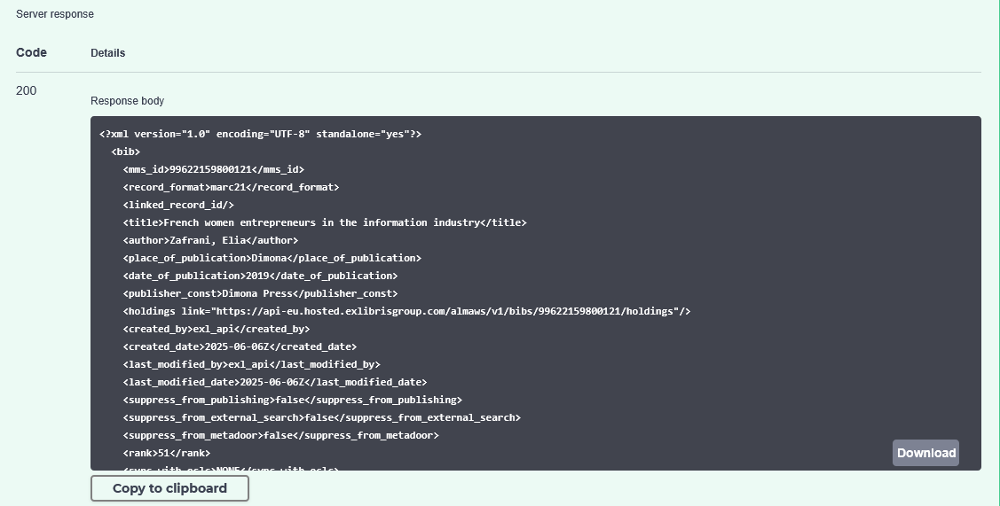 Server response
Code Details
200
Response body
<?xml version="1.0" encoding="UTF-8" standalone="yes"?>
<bib>
<mms_id>99622159800121</mms_id>
<record_format>marc21</record_format>
<linked_record_id/>
<title>French women entrepreneurs in the information industry</title>
<author>Zafrani, Elia</author>
<place_of_publication>Dimona</place_of_publication>
<date_of_publication>2019</date_of_publication>
<publisher_const>Dimona Press</publisher_const>
<holdings link="https://api-eu.hosted.exlibrisgroup.com/almaws/v1/bibs/99622159800121/holdings"/>
<created_by>exl_api</created_by>
<created_date>2025-06-06Z</created_date>
<last_modified_by>exl_api</last_modified_by>
<last_modified_date>2025-06-06Z</last_modified_date>
<suppress_from_publishing>false</suppress_from_publishing>
<suppress_from_external_search>false</suppress_from_external_search>
<suppress_from_metadoor>false</suppress_from_metadoor>
<rank>51</rank>
Download
Copy to clipboard